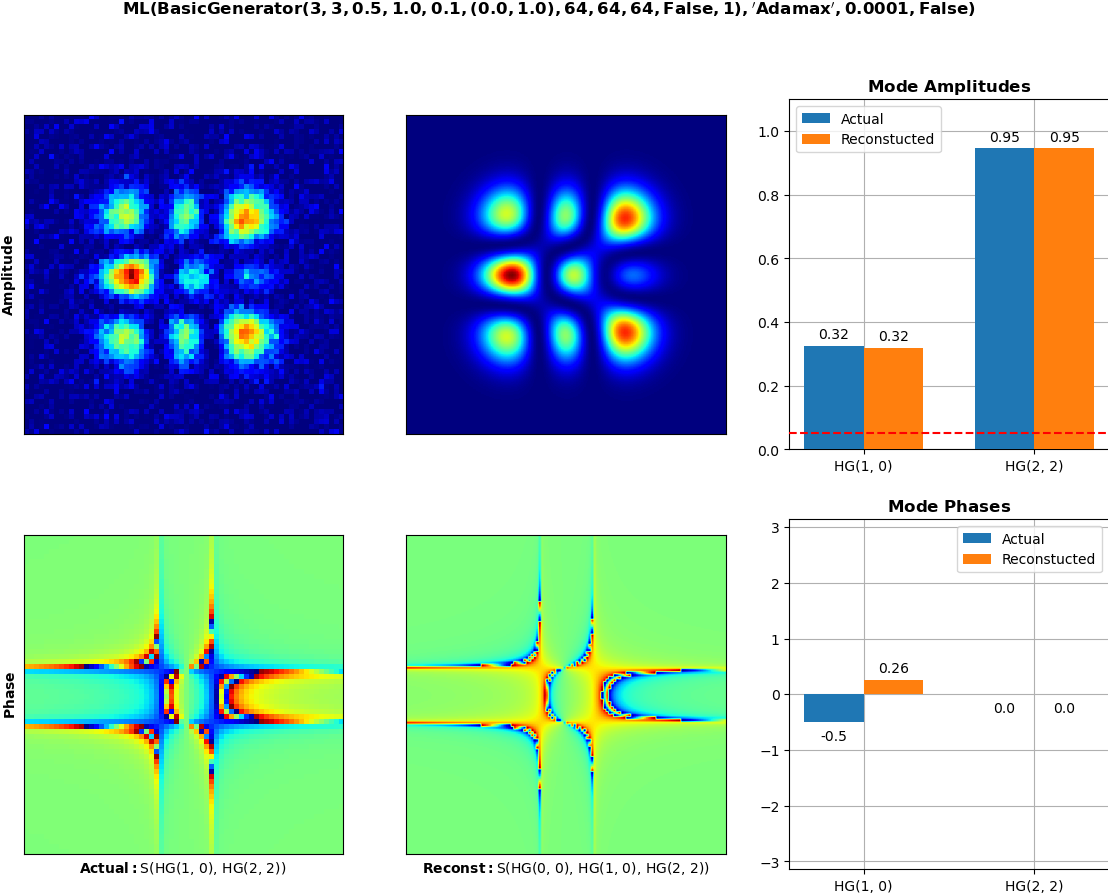 ML(BasicGenerator(3, 3, 0.5, 1.0, 0.1, (0.0, 1.0), 64, 64, 64, False, 1), ′Adamax′, 0.0001, False)
Amplitude
Mode Amplitudes
Actual
Reconstucted
1.0
0.8
0.6
0.4
0.2
0.0
0.32
0.32
0.95
0.95
HG(1, 0)
HG(2, 2)
Phase
Actual: S(HG(1, 0), HG(2, 2))
Reconst: S(HG(0, 0), HG(1, 0), HG(2, 2))
Mode Phases
Actual
Reconstucted
3
2
1
0
−1
−2
−3
-0.5
0.26
0.0
0.0
HG(1, 0)
HG(2, 2)